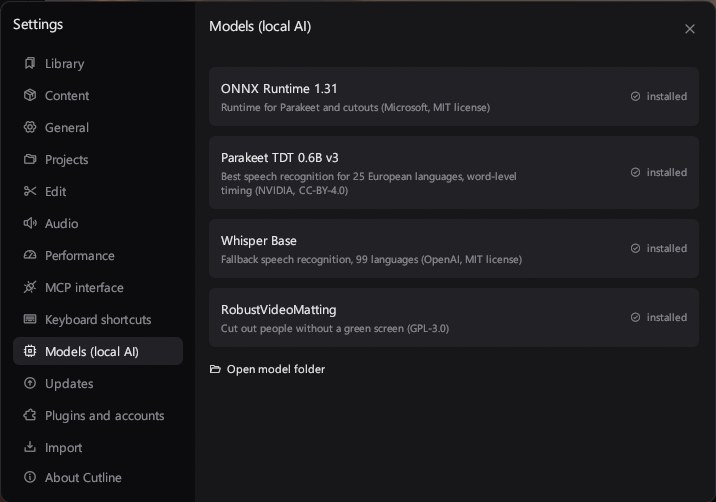 Settings
Library
Content
General
Projects
Edit
Audio
Performance
MCP interface
Keyboard shortcuts
Models (local AI)
Updates
Plugins and accounts
Import
About Cutline
Models (local AI)
ONNX Runtime 1.31
Runtime for Parakeet and cutouts (Microsoft, MIT license)
installed
Parakeet TDT 0.6B v3
Best speech recognition for 25 European languages, word-level
timing (NVIDIA, CC-BY-4.0)
installed
Whisper Base
Fallback speech recognition, 99 languages (OpenAI, MIT license)
installed
RobustVideoMatting
Cut out people without a green screen (GPL-3.0)
installed
Open model folder